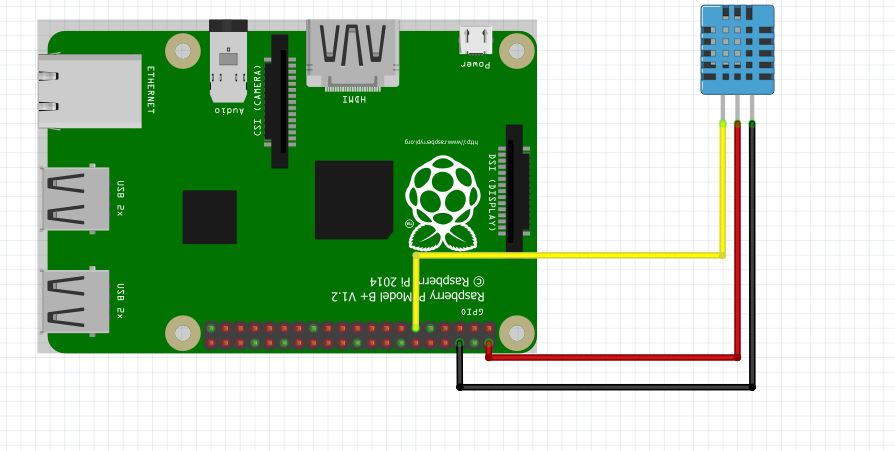 Power
ETHERNET
CSI (CAMERA)
HDMI
Audio
http://www.raspberrypi.org
DSI (DISPLAY)
USB 2x
TM
© Raspberry Pi 2014
Raspberry Pi Model B+ V1.2
USB 2x
GPIO